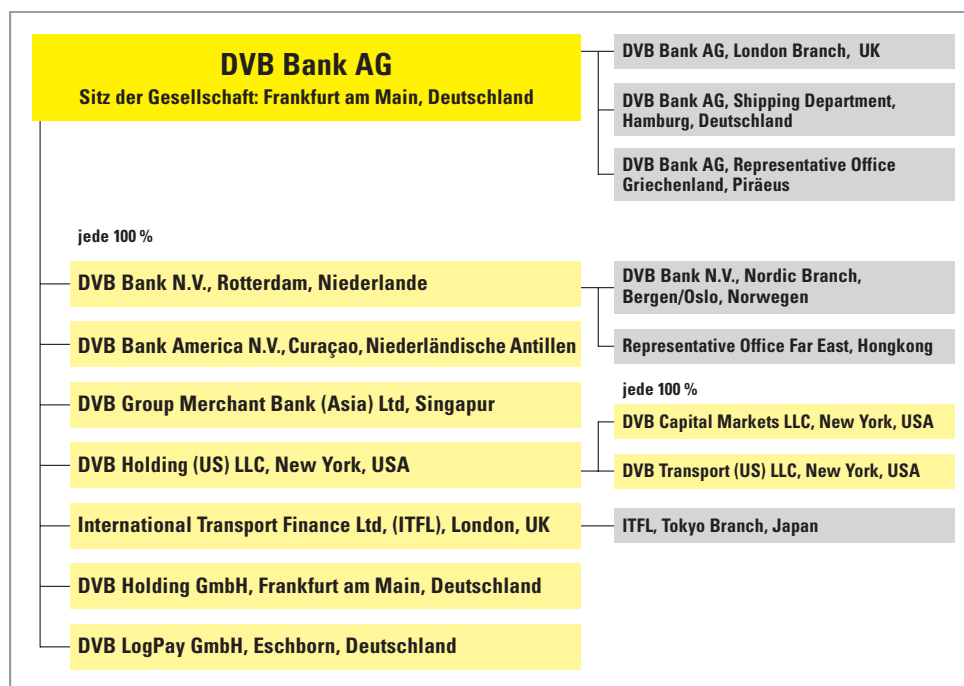 DVB Bank AG
Sitz der Gesellschaft: Frankfurt am Main, Deutschland
DVB Bank AG, London Branch, UK
DVB Bank AG, Shipping Department,
Hamburg, Deutschland
DVB Bank AG, Representative Office
Griechenland, Piräeus
jede 100 %
DVB Bank N.V., Rotterdam, Niederlande
DVB Bank N.V., Nordic Branch,
Bergen/Oslo, Norwegen
DVB Bank America N.V., Curaçao, Niederländische Antillen
Representative Office Far East, Hongkong
jede 100 %
DVB Group Merchant Bank (Asia) Ltd, Singapur
DVB Capital Markets LLC, New York, USA
DVB Holding (US) LLC, New York, USA
DVB Transport (US) LLC, New York, USA
International Transport Finance Ltd, (ITFL), London, UK
ITFL, Tokyo Branch, Japan
DVB Holding GmbH, Frankfurt am Main, Deutschland
DVB LogPay GmbH, Eschborn, Deutschland